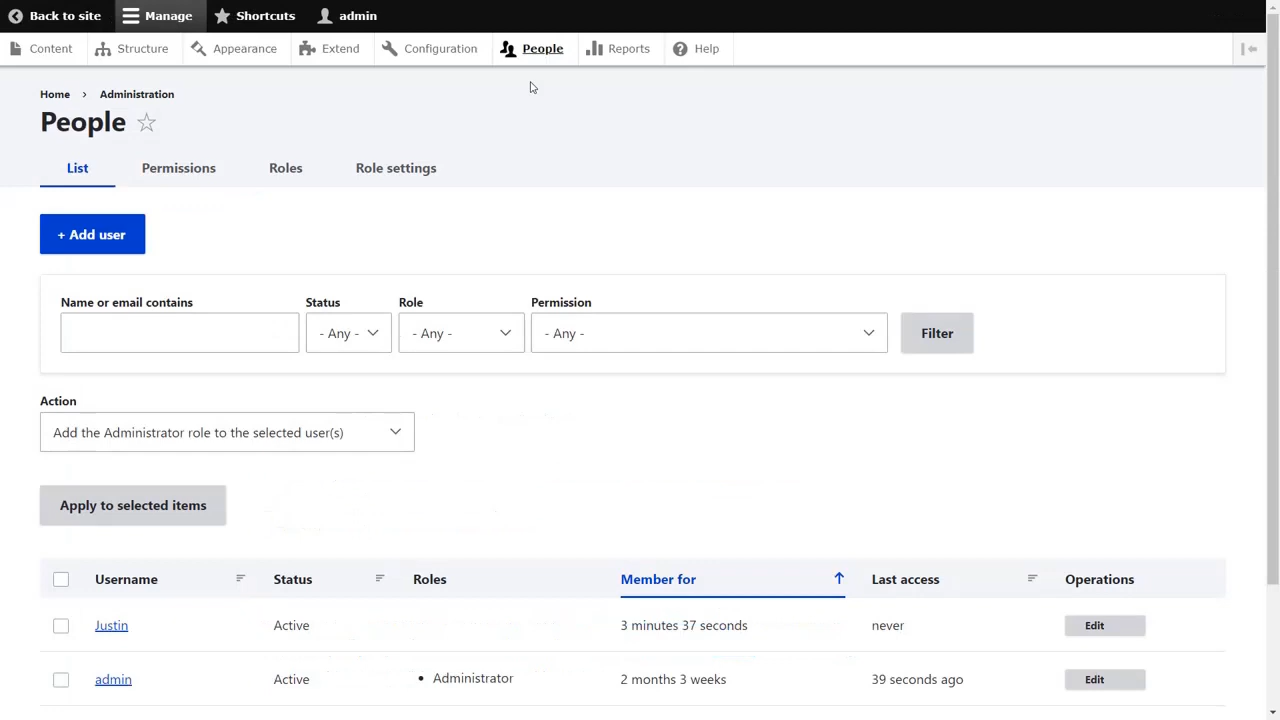 Back to site Manage Shortcuts admin
Content Structure Appearance Extend Configuration People Reports Help
Home › Administration
People
List Permissions Roles Role settings
+ Add user
Name or email contains Status Role Permission
- Any - - Any - - Any - Filter
Action
Add the Administrator role to the selected user(s)
Apply to selected items
Username Status Roles Member for Last access Operations
Justin Active 3 minutes 37 seconds never Edit
admin Active • Administrator 2 months 3 weeks 39 seconds ago Edit